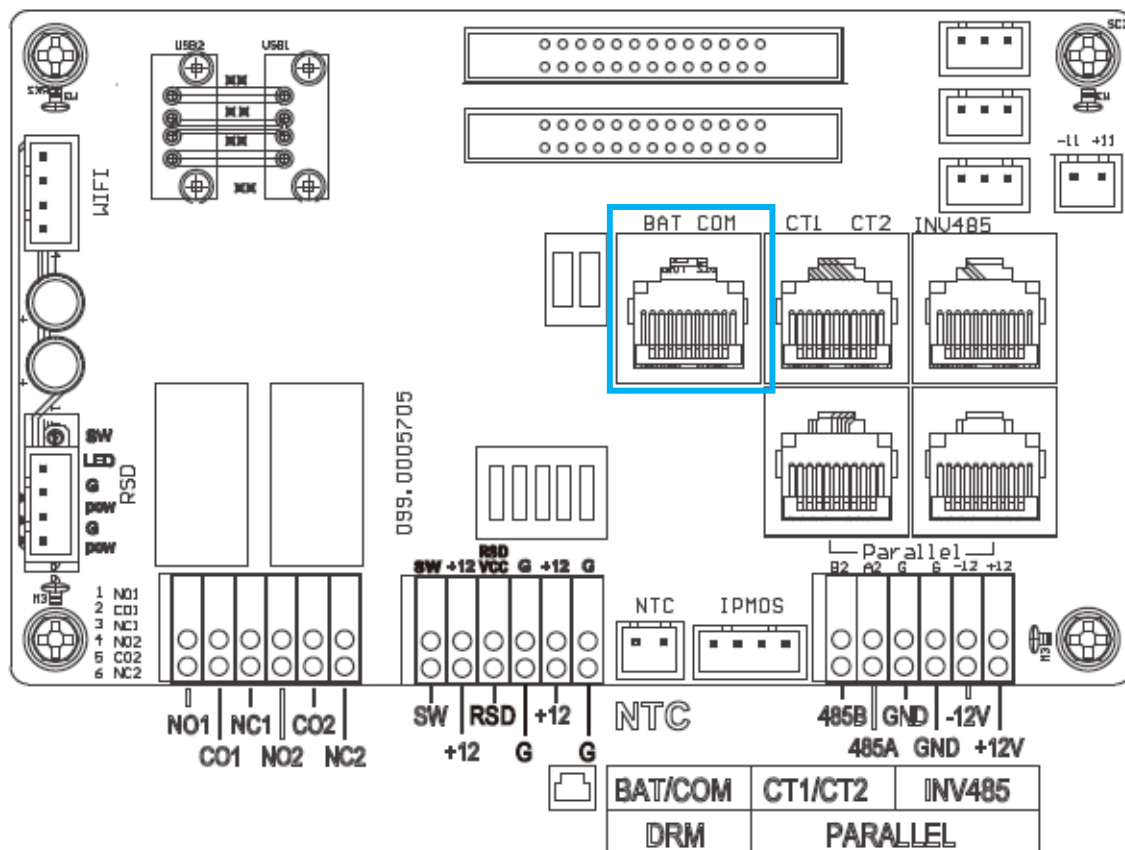 USB2 USB1
-11 +11
WIFI
BAT COM CT1 CT2 INV485
099.0005705
SW
LED
G
pow
G
pow
RSD
Parallel
SW +12 RSD VCC G +12 G
B2 A2 G G -12 +12
NTC IPMOS
1 NO1
2 CO1
3 NC1
4 NO2
5 CO2
6 NC2
M3
M3
NO1 NC1 CO2
CO1 NO2 NC2
SW RSD +12
+12 G G
NTC
485B GND -12V
485A GND +12V
BAT/COM CT1/CT2 INV485
DRM PARALLEL